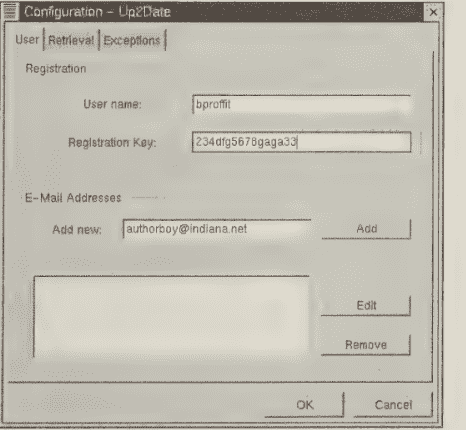 Configuration - Up2Date
User Retrieval Exceptions
Registration
User name: bproffit
Registration Key: 234dfg5678gaga33
E-Mail Addresses
Add new: authorboy@indiana.net Add
Edit
Remove
OK Cancel